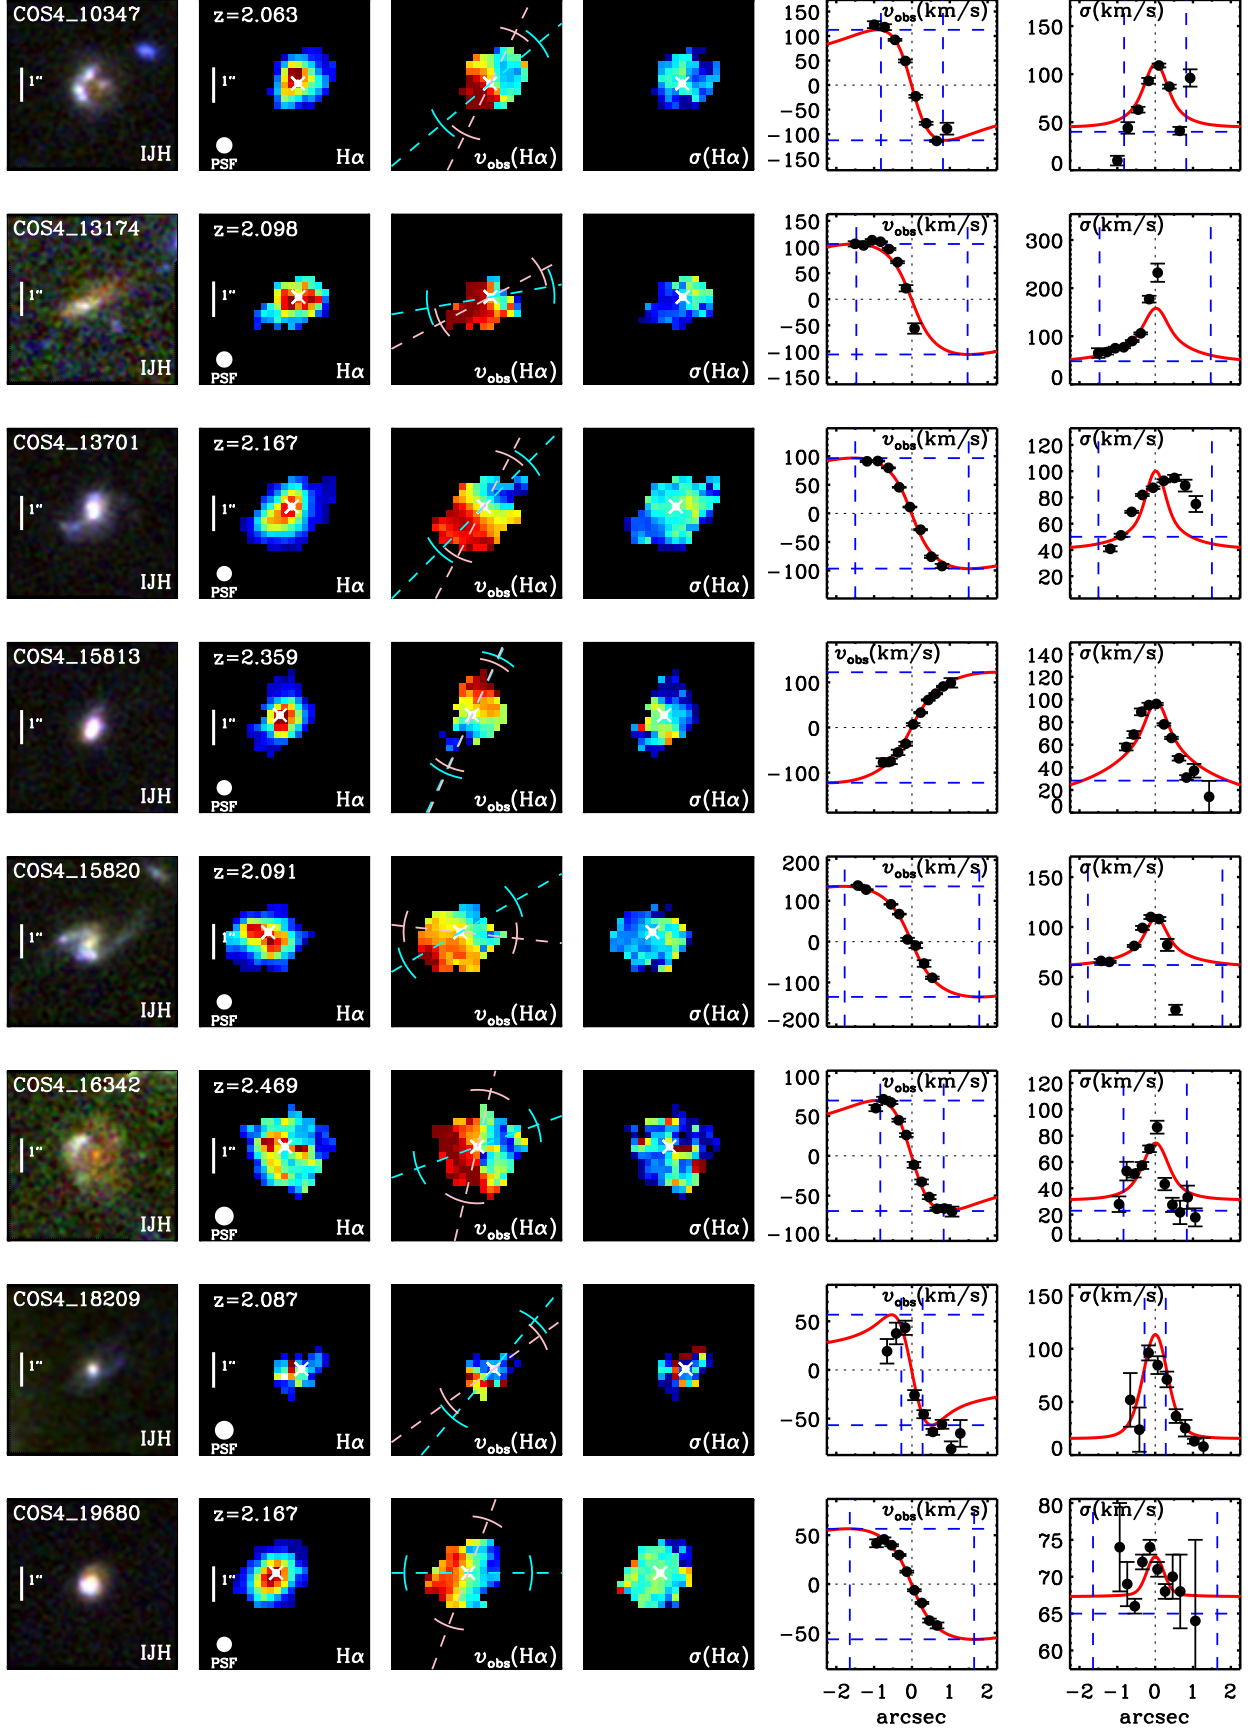 COS4_10347 z=2.063 v_obs(km/s) σ(km/s)
1" 1"
IJH PSF Hα v_obs(Hα) σ(Hα)
150 100 50 0 −50 −100 −150
150 100 50 0
COS4_13174 z=2.098 v_obs(km/s) σ(km/s)
1" 1"
IJH PSF Hα v_obs(Hα) σ(Hα)
150 100 50 0 −50 −100 −150
300 200 100 0
COS4_13701 z=2.167 v_obs(km/s) σ(km/s)
1" 1"
IJH PSF Hα v_obs(Hα) σ(Hα)
100 50 0 −50 −100
120 100 80 60 40 20
COS4_15813 z=2.359 v_obs(km/s) σ(km/s)
1" 1"
IJH PSF Hα v_obs(Hα) σ(Hα)
100 0 −100
140 120 100 80 60 40 20 0
COS4_15820 z=2.091 v_obs(km/s) σ(km/s)
1" 1"
IJH PSF Hα v_obs(Hα) σ(Hα)
200 100 0 −100 −200
150 100 50 0
COS4_16342 z=2.469 v_obs(km/s) σ(km/s)
1" 1"
IJH PSF Hα v_obs(Hα) σ(Hα)
100 50 0 −50 −100
120 100 80 60 40 20 0
COS4_18209 z=2.087 v_obs(km/s) σ(km/s)
1" 1"
IJH PSF Hα v_obs(Hα) σ(Hα)
50 0 −50
150 100 50 0
COS4_19680 z=2.167 v_obs(km/s) σ(km/s)
1" 1"
IJH PSF Hα v_obs(Hα) σ(Hα)
50 0 −50
80 75 70 65 60
−2 −1 0 1 2 −2 −1 0 1 2
arcsec arcsec